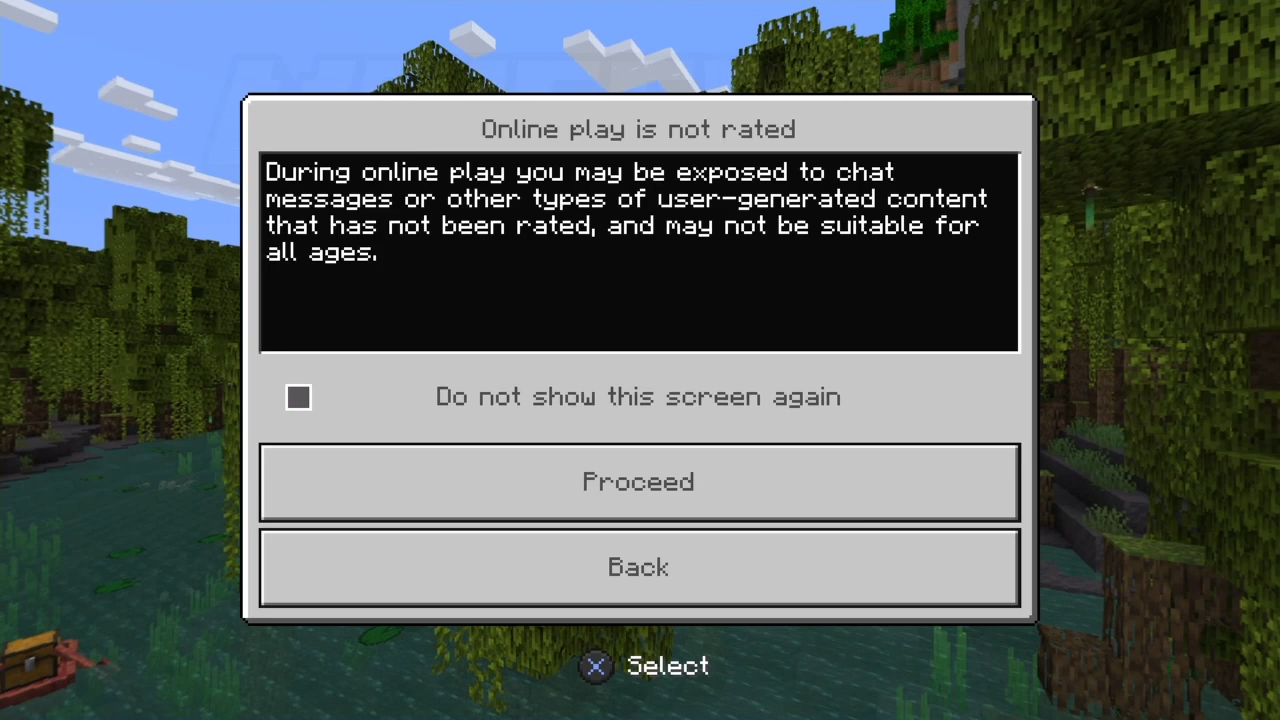 Online play is not rated
During online play you may be exposed to chat
messages or other types of user-generated content
that has not been rated, and may not be suitable for
all ages.
Do not show this screen again
Proceed
Back
Select